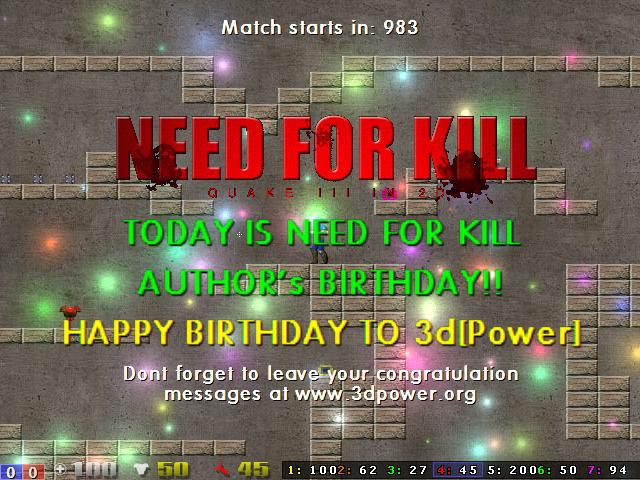 Match starts in: 983
NEED FOR KILL
QUAKE III IN 2D
TODAY IS NEED FOR KILL
AUTHOR's BIRTHDAY!!
HAPPY BIRTHDAY TO 3d[Power]
Dont forget to leave your congratulation
messages at www.3dpower.org
0 0 100 50 45 1: 100 2: 62 3: 27 4: 45 5: 200 6: 50 7: 94